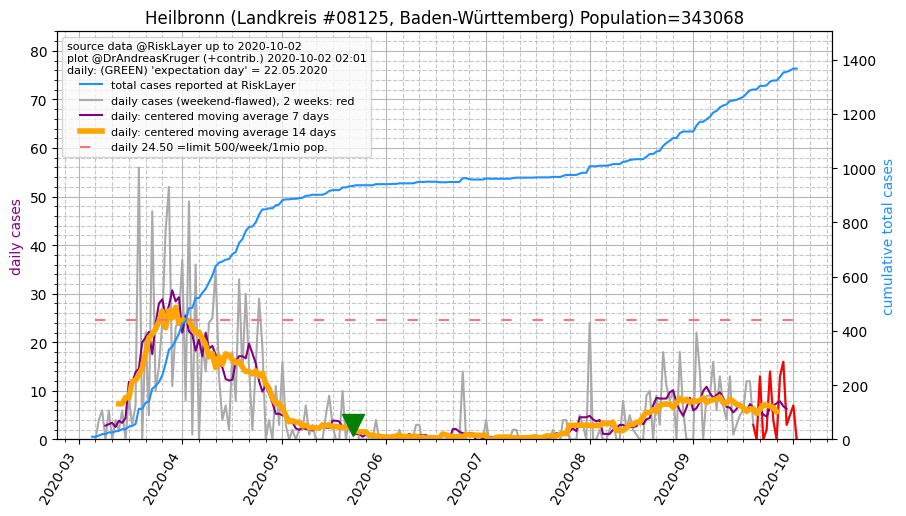 Heilbronn (Landkreis #08125, Baden-Württemberg) Population=343068
source data @RiskLayer up to 2020-10-02
plot @DrAndreasKruger (+contrib.) 2020-10-02 02:01
daily: (GREEN) 'expectation day' = 22.05.2020
total cases reported at RiskLayer
daily cases (weekend-flawed), 2 weeks: red
daily: centered moving average 7 days
daily: centered moving average 14 days
daily 24.50 =limit 500/week/1mio pop.
daily cases
80
70
60
50
40
30
20
10
0
cumulative total cases
1400
1200
1000
800
600
400
200
0
2020-03
2020-04
2020-05
2020-06
2020-07
2020-08
2020-09
2020-10